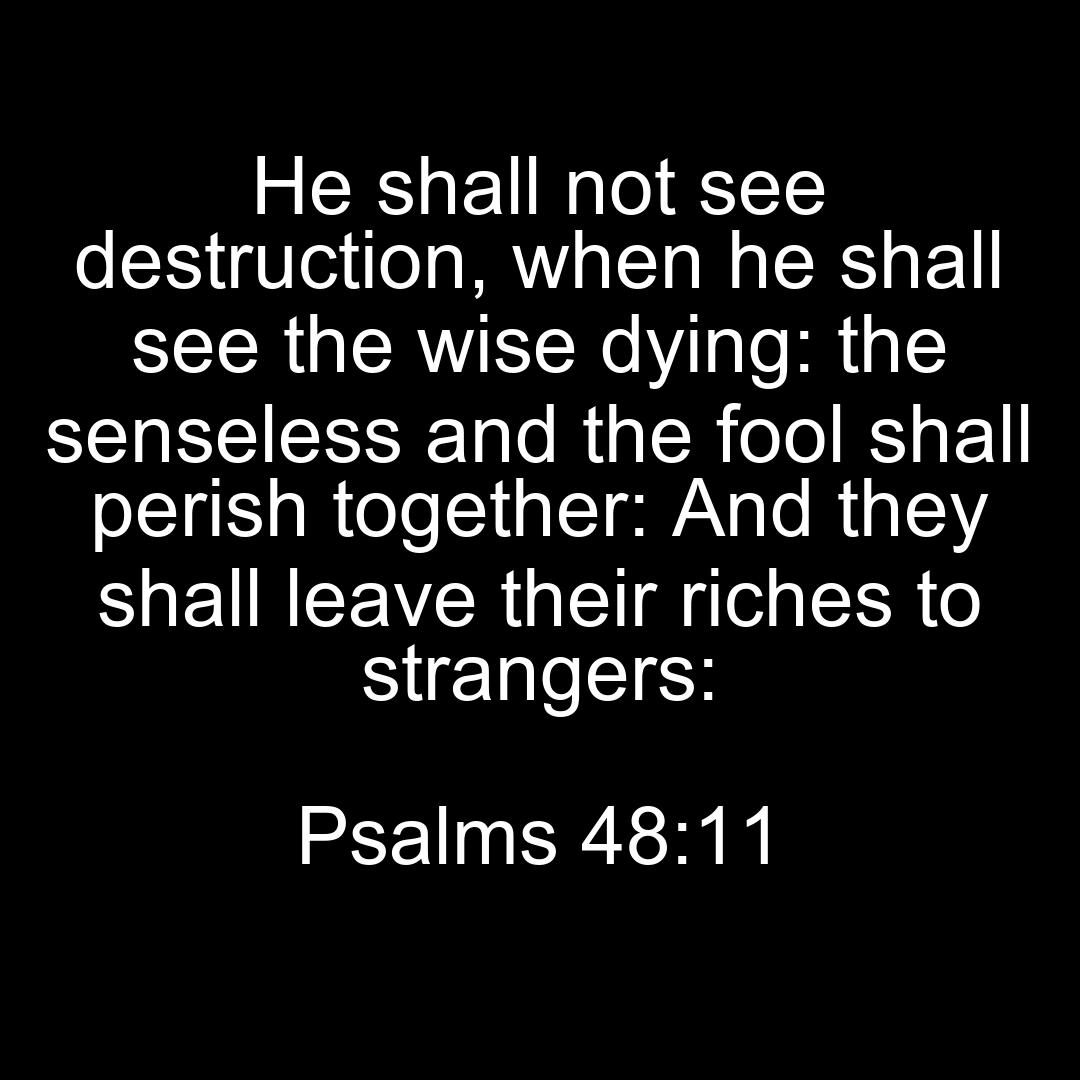 He shall not see
destruction, when he shall
see the wise dying: the
senseless and the fool shall
perish together: And they
shall leave their riches to
strangers:
Psalms 48:11